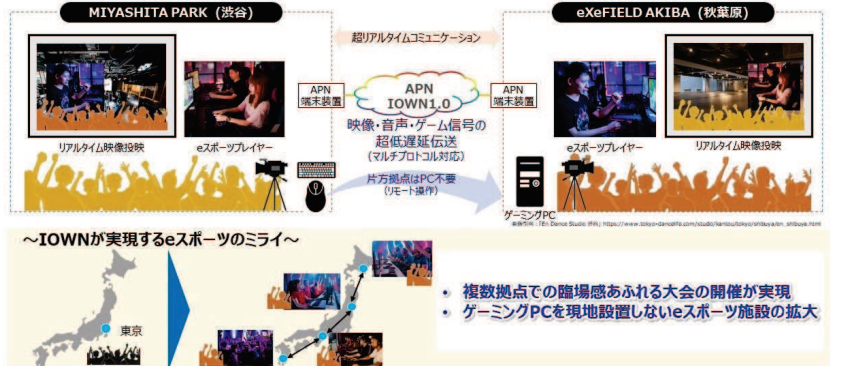 MIYASHITA PARK (渋谷)
eXeFIELD AKIBA (秋葉原)
超リアルタイムコミュニケーション
APN
端末装置
APN
IOWN1.0
APN
端末装置
映像・音声・ゲーム信号の
超低遅延伝送
(マルチプロトコル対応)
リアルタイム映像投映
eスポーツプレイヤー
eスポーツプレイヤー
リアルタイム映像投映
片方拠点はPC不要
(リモート操作)
ゲーミングPC
~IOWNが実現するeスポーツのミライ~
東京
• 複数拠点での臨場感あふれる大会の開催が実現
• ゲーミングPCを現地設置しないeスポーツ施設の拡大